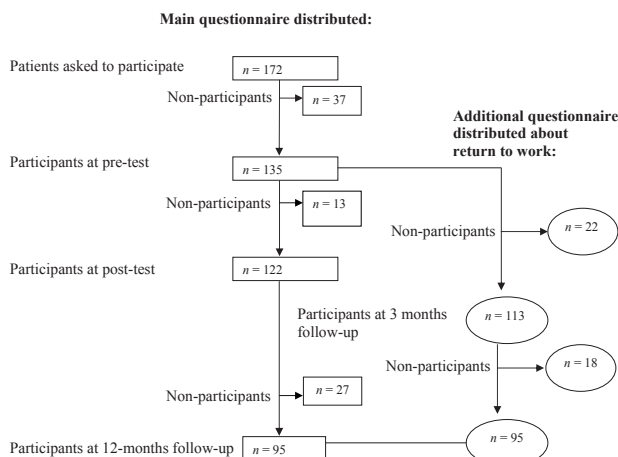 Main questionnaire distributed:
Patients asked to participate
n = 172
Non-participants
n = 37
Additional questionnaire
distributed about
return to work:
Participants at pre-test
n = 135
Non-participants
n = 13
Non-participants
n = 22
Participants at post-test
n = 122
Participants at 3 months
follow-up
n = 113
Non-participants
n = 18
Non-participants
n = 27
Participants at 12-months follow-up
n = 95
n = 95